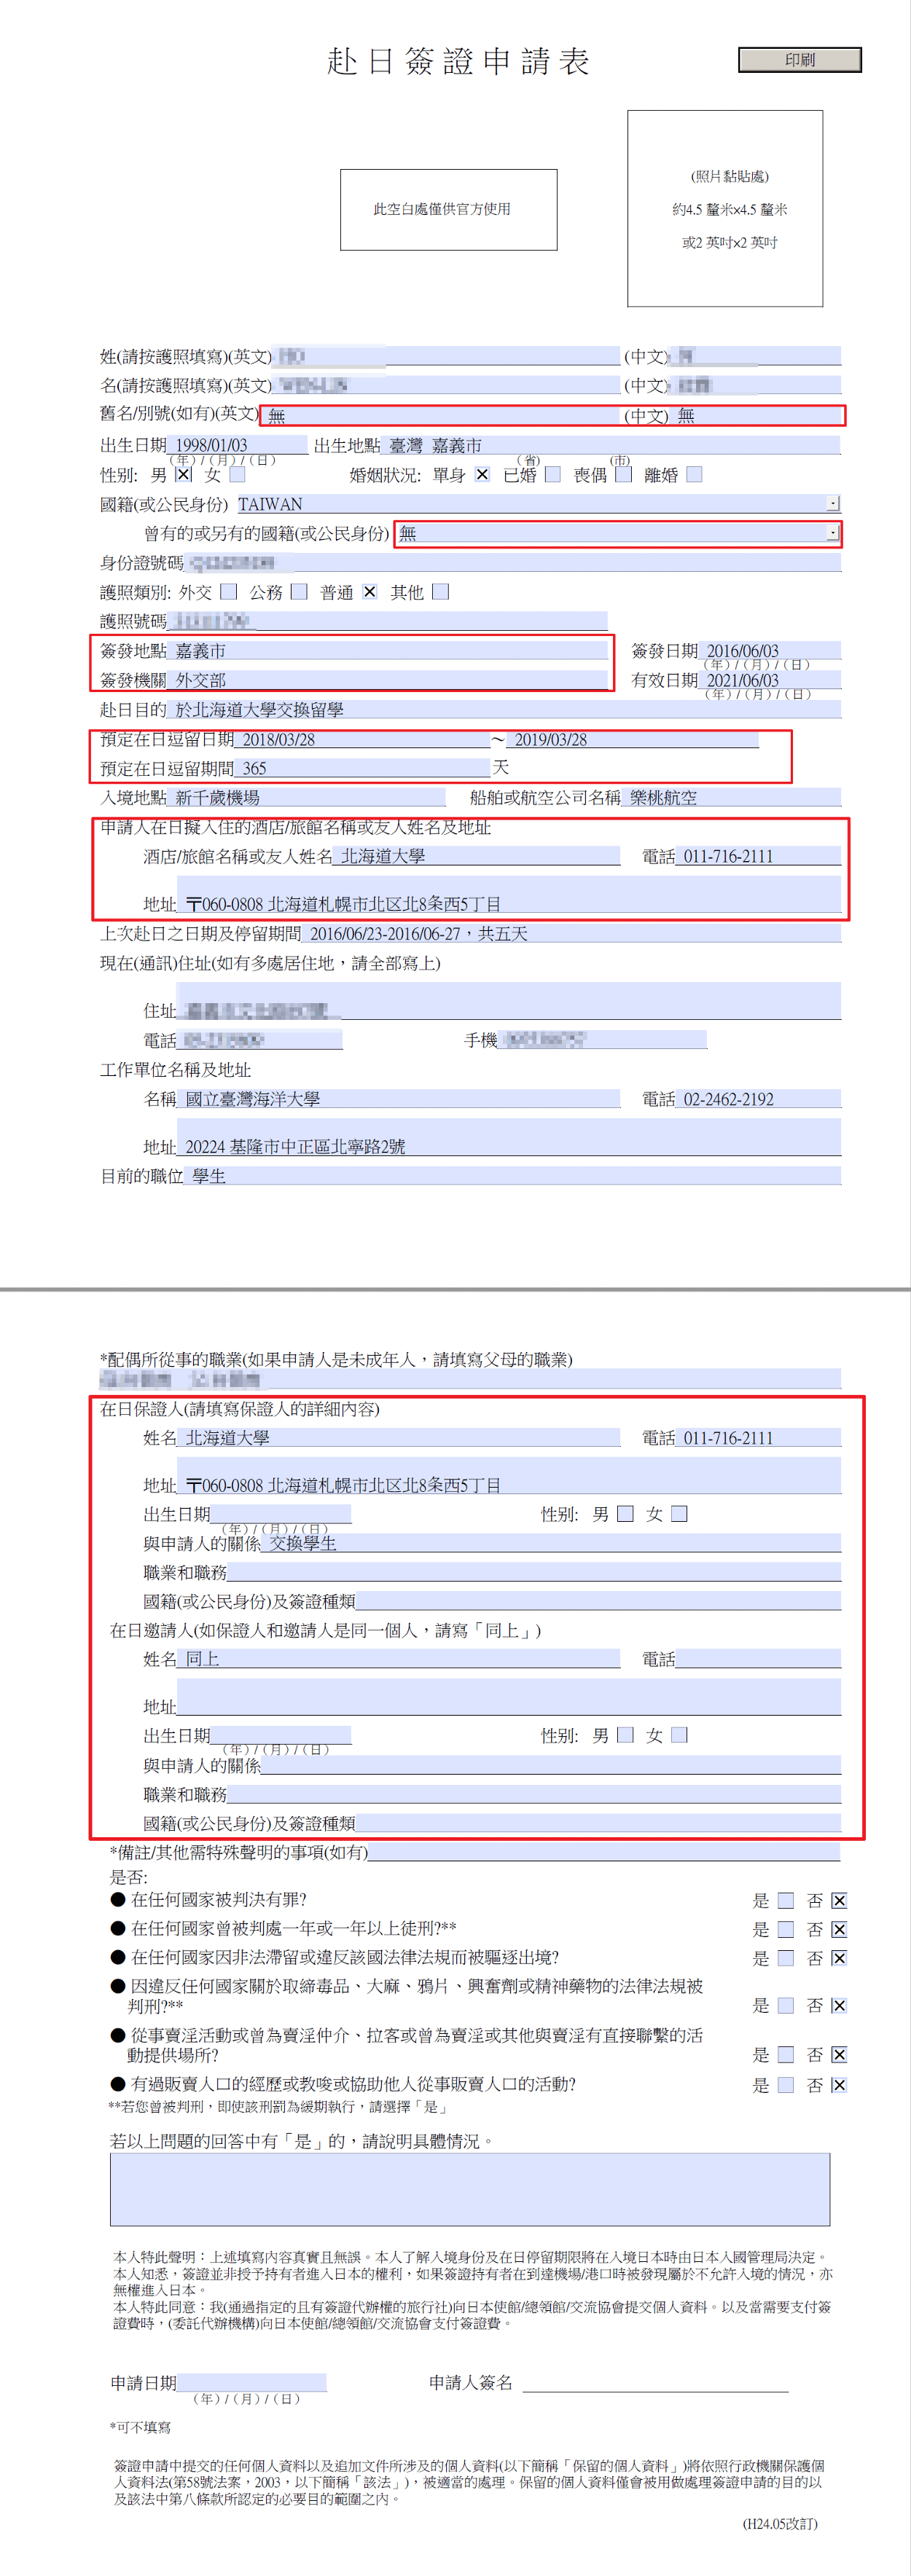 赴日簽證申請表
印刷
此空白處僅供官方使用
(照片黏貼處)
約4.5 釐米×4.5 釐米
或2 英吋×2 英吋
姓(請按護照填寫)(英文) (中文)
名(請按護照填寫)(英文) (中文)
舊名/別號(如有)(英文) 無 (中文) 無
出生日期 1998/01/03 出生地點 臺灣 嘉義市
(年) / (月) / (日) (省) (市)
性別: 男 ☒ 女 ☐ 婚姻狀況: 單身 ☒ 已婚 ☐ 喪偶 ☐ 離婚 ☐
國籍(或公民身份) TAIWAN
曾有的或另有的國籍(或公民身份) 無
身份證號碼
護照類別: 外交 ☐ 公務 ☐ 普通 ☒ 其他 ☐
護照號碼
簽發地點 嘉義市 簽發日期 2016/06/03
(年) / (月) / (日)
簽發機關 外交部 有效日期 2021/06/03
(年) / (月) / (日)
赴日目的 於北海道大學交換留學
預定在日逗留日期 2018/03/28 ～ 2019/03/28
預定在日逗留期間 365 天
入境地點 新千歲機場 船舶或航空公司名稱 樂桃航空
申請人在日擬入住的酒店/旅館名稱或友人姓名及地址
酒店/旅館名稱或友人姓名 北海道大學 電話 011-716-2111
地址 〒060-0808 北海道札幌市北区北8条西5丁目
上次赴日之日期及停留期間 2016/06/23-2016/06-27，共五天
現在(通訊)住址(如有多處居住地，請全部寫上)
住址
電話 手機
工作單位名稱及地址
名稱 國立臺灣海洋大學 電話 02-2462-2192
地址 20224 基隆市中正區北寧路2號
目前的職位 學生
*配偶所從事的職業(如果申請人是未成年人，請填寫父母的職業)
在日保證人(請填寫保證人的詳細內容)
姓名 北海道大學 電話 011-716-2111
地址 〒060-0808 北海道札幌市北区北8条西5丁目
出生日期 性別: 男 ☐ 女 ☐
(年) / (月) / (日)
與申請人的關係 交換學生
職業和職務
國籍(或公民身份)及簽證種類
在日邀請人(如保證人和邀請人是同一個人，請寫「同上」)
姓名 同上 電話
地址
出生日期 性別: 男 ☐ 女 ☐
(年) / (月) / (日)
與申請人的關係
職業和職務
國籍(或公民身份)及簽證種類
*備註/其他需特殊聲明的事項(如有)
是否:
● 在任何國家被判決有罪? 是 ☐ 否 ☒
● 在任何國家曾被判處一年或一年以上徒刑?** 是 ☐ 否 ☒
● 在任何國家因非法滯留或違反該國法律法規而被驅逐出境? 是 ☐ 否 ☒
● 因違反任何國家關於取締毒品、大麻、鴉片、興奮劑或精神藥物的法律法規被
判刑?** 是 ☐ 否 ☒
● 從事賣淫活動或曾為賣淫仲介、拉客或曾為賣淫或其他與賣淫有直接聯繫的活
動提供場所? 是 ☐ 否 ☒
● 有過販賣人口的經歷或教唆或協助他人從事販賣人口的活動? 是 ☐ 否 ☒
**若您曾被判刑，即使該刑罰為緩期執行，請選擇「是」
若以上問題的回答中有「是」的，請說明具體情況。
本人特此聲明：上述填寫內容真實且無誤。本人了解入境身份及在日停留期限將在入境日本時由日本入國管理局決定。
本人知悉，簽證並非授予持有者進入日本的權利，如果簽證持有者在到達機場/港口時被發現屬於不允許入境的情況，亦
無權進入日本。
本人特此同意：我(通過指定的且有簽證代辦權的旅行社)向日本使館/總領館/交流協會提交個人資料。以及當需要支付簽
證費時，(委託代辦機構)向日本使館/總領館/交流協會支付簽證費。
申請日期 申請人簽名
(年) / (月) / (日)
*可不填寫
簽證申請中提交的任何個人資料以及追加文件所涉及的個人資料(以下簡稱「保留的個人資料」)將依照行政機關保護個
人資料法(第58號法案，2003，以下簡稱「該法」)，被適當的處理。保留的個人資料僅會被用做處理簽證申請的目的以
及該法中第八條款所認定的必要目的範圍之內。
(H24.05改訂)